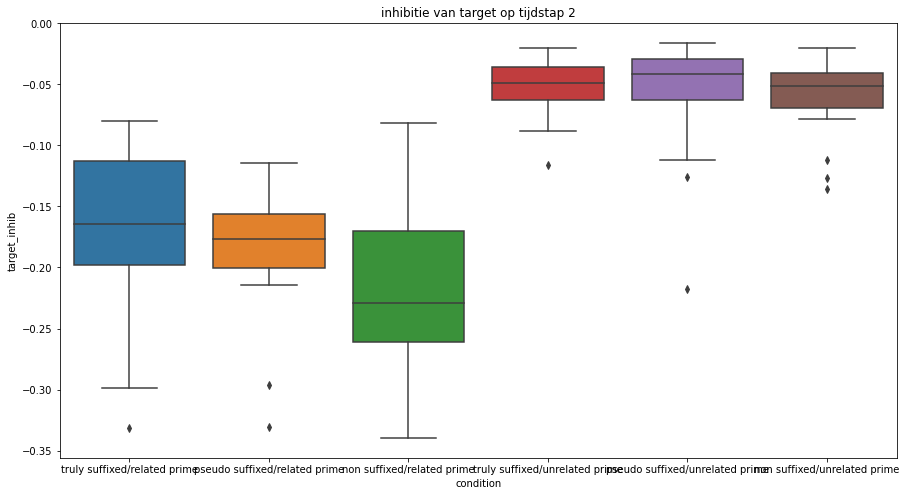 inhibitie van target op tijdstap 2
0.00
−0.05
−0.10
−0.15
−0.20
−0.25
−0.30
−0.35
target_inhib
truly suffixed/related prime pseudo suffixed/related prime non suffixed/related prime truly suffixed/unrelated prime pseudo suffixed/unrelated prime non suffixed/unrelated prime
condition